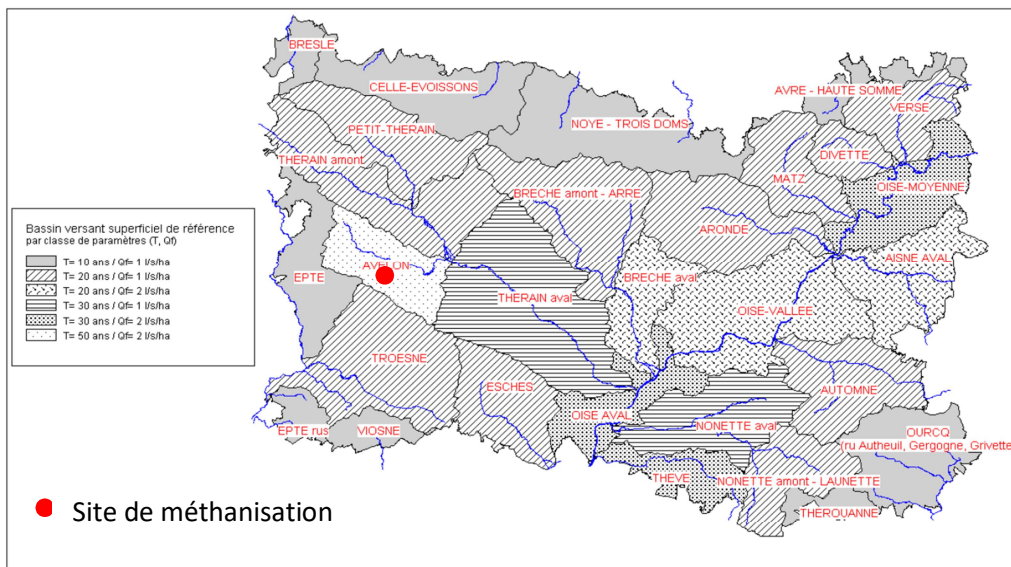 BRESLE
CELLE-EVOISSONS
AVRE - HAUTE SOMME
VERSE
NOYE - TROIS DOMS
PETIT-THERAIN
DIVETTE
THERAIN amont
MATZ
OISE-MOYENNE
BRECHE amont - ARRE
ARONDE
AISNE AVAL
AVELON
EPTE
BRECHE aval
THERAIN aval
OISE-VALLEE
TROESNE
ESCHES
AUTOMNE
OISE AVAL
EPTE rus
VIOSNE
NONETTE aval
OURCQ
(ru Autheuil, Gergogne, Grivette
THEVE
NONETTE amont - LAUNETTE
THEROUANNE
Bassin versant superficiel de référence
par classe de paramètres (T, Qf)
T= 10 ans / Qf= 1 l/s/ha
T= 20 ans / Qf= 1 l/s/ha
T= 20 ans / Qf= 2 l/s/ha
T= 30 ans / Qf= 1 l/s/ha
T= 30 ans / Qf= 2 l/s/ha
T= 50 ans / Qf= 2 l/s/ha
Site de méthanisation